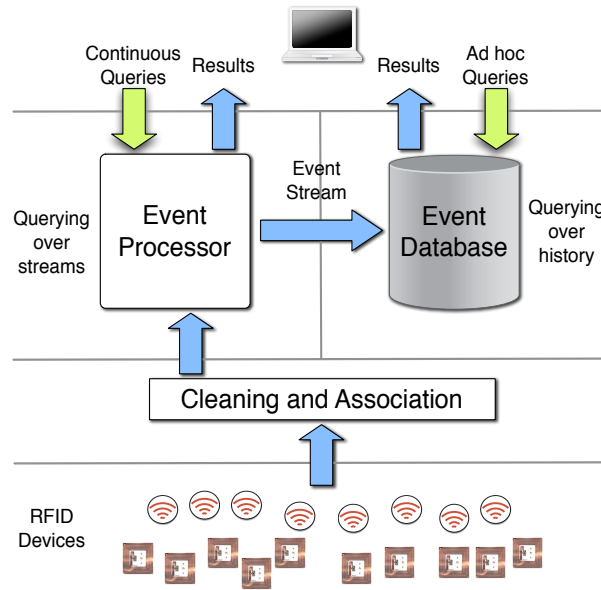 Continuous
Queries
Results
Results
Ad hoc
Queries
Querying
over
streams
Event
Processor
Event
Stream
Event
Database
Querying
over
history
Cleaning and Association
RFID
Devices